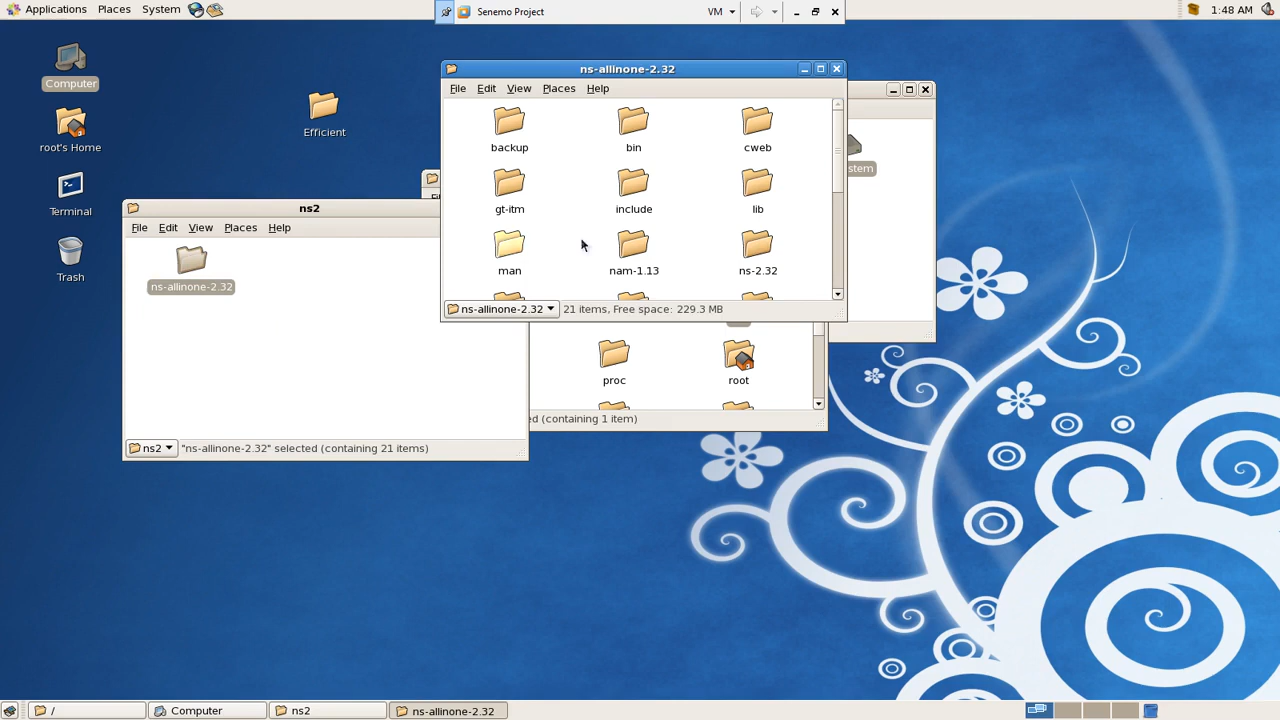 Applications Places System
Senemo Project
VM
1:48 AM
Computer
root's Home
Terminal
Trash
Efficient
ns-allinone-2.32
File Edit View Places Help
backup bin cweb
gt-itm include lib
man nam-1.13 ns-2.32
ns-allinone-2.32 21 items, Free space: 229.3 MB
stem
ns2
File Edit View Places Help
ns-allinone-2.32
ns2 "ns-allinone-2.32" selected (containing 21 items)
proc root
ed (containing 1 item)
/ Computer ns2 ns-allinone-2.32